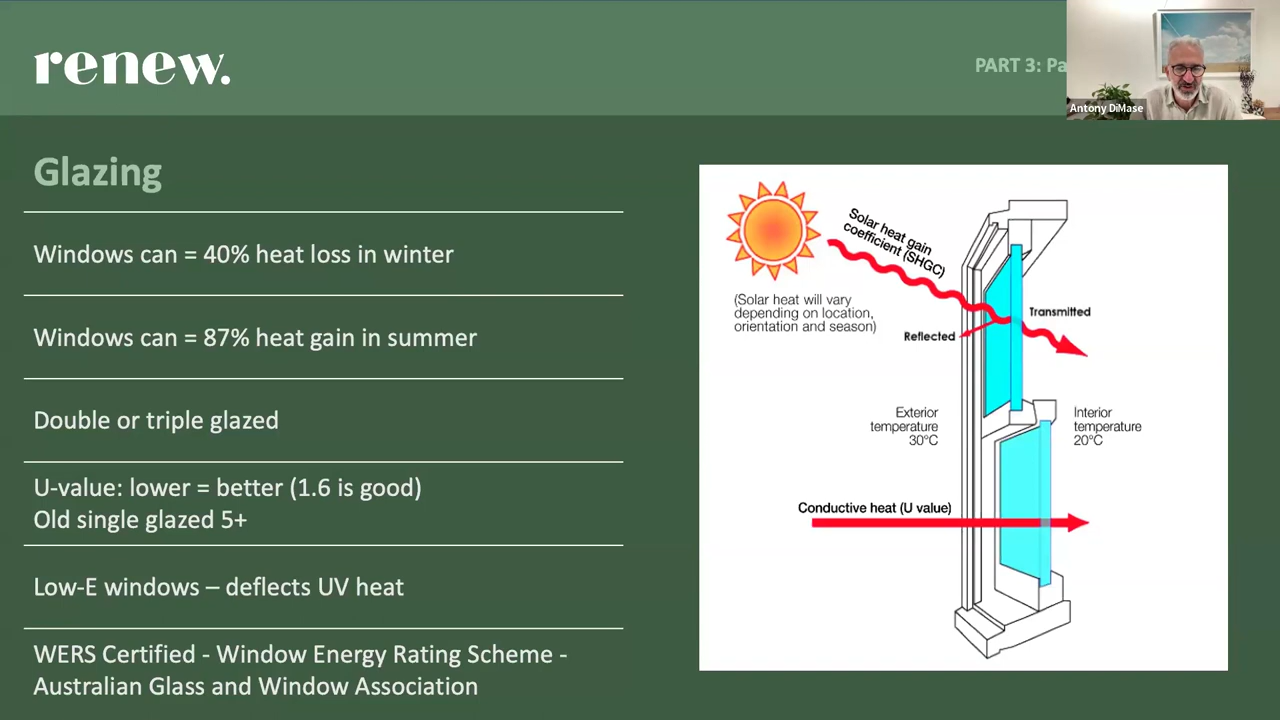 renew.
PART 3: Pa
Antony DiMase
Glazing
Windows can = 40% heat loss in winter
Windows can = 87% heat gain in summer
Double or triple glazed
U-value: lower = better (1.6 is good)
Old single glazed 5+
Low-E windows – deflects UV heat
WERS Certified - Window Energy Rating Scheme -
Australian Glass and Window Association
Solar heat gain
coefficient (SHGC)
(Solar heat will vary
depending on location,
orientation and season)
Transmitted
Reflected
Exterior
temperature
30°C
Interior
temperature
20°C
Conductive heat (U value)